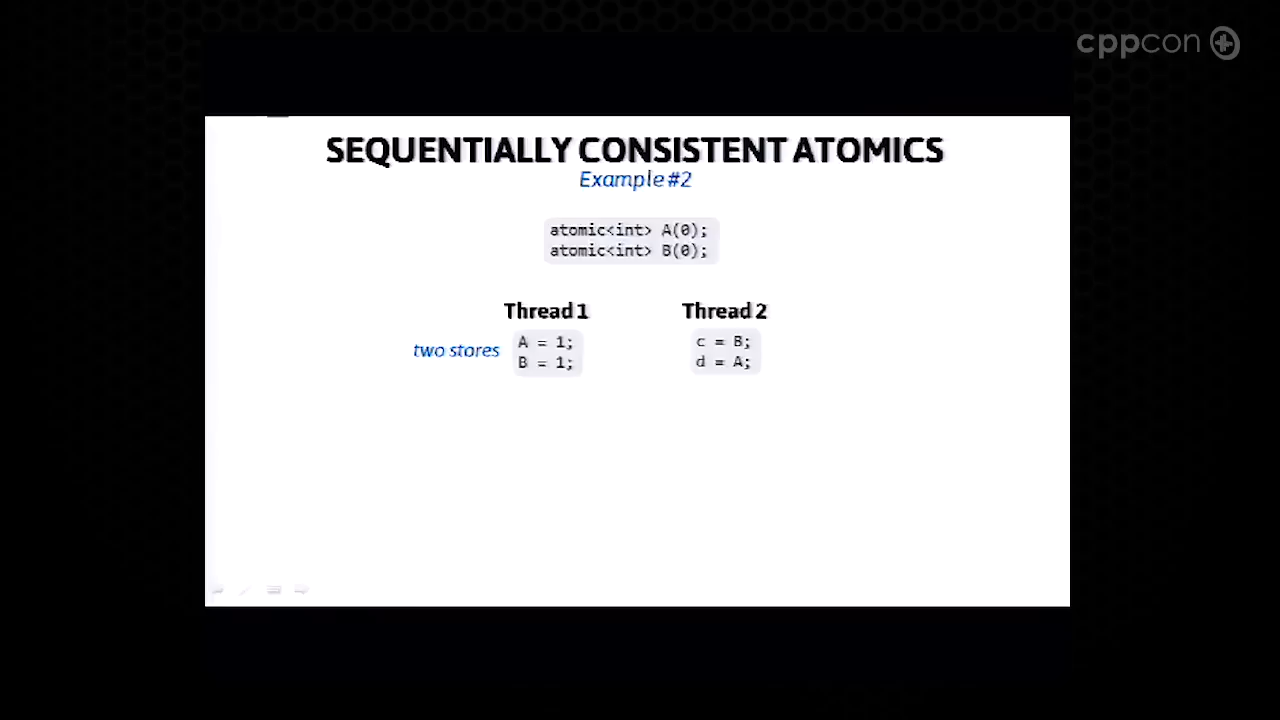 cppcon
SEQUENTIALLY CONSISTENT ATOMICS
Example #2
atomic<int> A(0);
atomic<int> B(0);
Thread 1
Thread 2
two stores
A = 1;
B = 1;
c = B;
d = A;